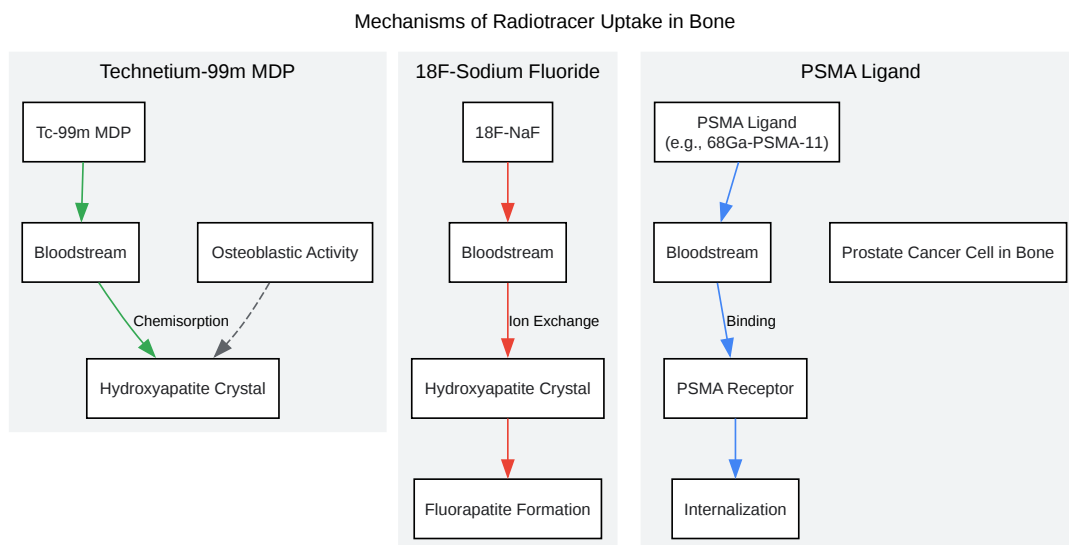 Mechanisms of Radiotracer Uptake in Bone
Technetium-99m MDP
Tc-99m MDP
Bloodstream
Osteoblastic Activity
Chemisorption
Hydroxyapatite Crystal
18F-Sodium Fluoride
18F-NaF
Bloodstream
Ion Exchange
Hydroxyapatite Crystal
Fluorapatite Formation
PSMA Ligand
PSMA Ligand
(e.g., 68Ga-PSMA-11)
Bloodstream
Prostate Cancer Cell in Bone
Binding
PSMA Receptor
Internalization